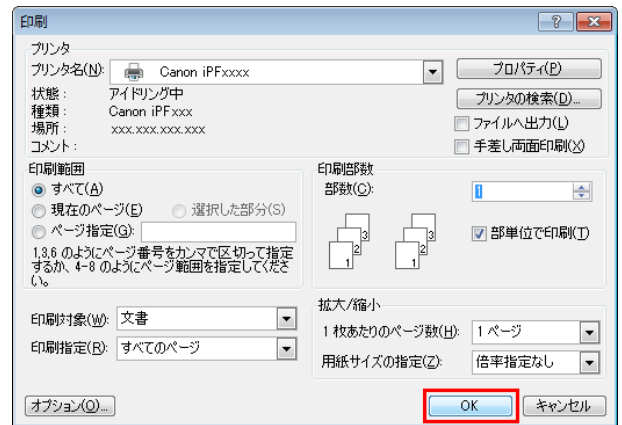 印刷
プリンタ
プリンタ名(N): Canon iPFxxxx プロパティ(P)
状態： アイドリング中 プリンタの検索(D)...
種類： Canon iPFxxx
場所： xxx.xxx.xxx.xxx ファイルへ出力(L)
コメント： 手差し両面印刷(X)
印刷範囲
すべて(A)
現在のページ(E) 選択した部分(S)
ページ指定(G):
1,3,6 のようにページ番号をカンマで区切って指定
するか、4-8 のようにページ範囲を指定してくださ
い。
印刷部数
部数(C): 1
部単位で印刷(T)
3 3
2 2
1 1
印刷対象(W): 文書
印刷指定(R): すべてのページ
拡大/縮小
1 枚あたりのページ数(H): 1 ページ
用紙サイズの指定(Z): 倍率指定なし
オプション(O)... OK キャンセル